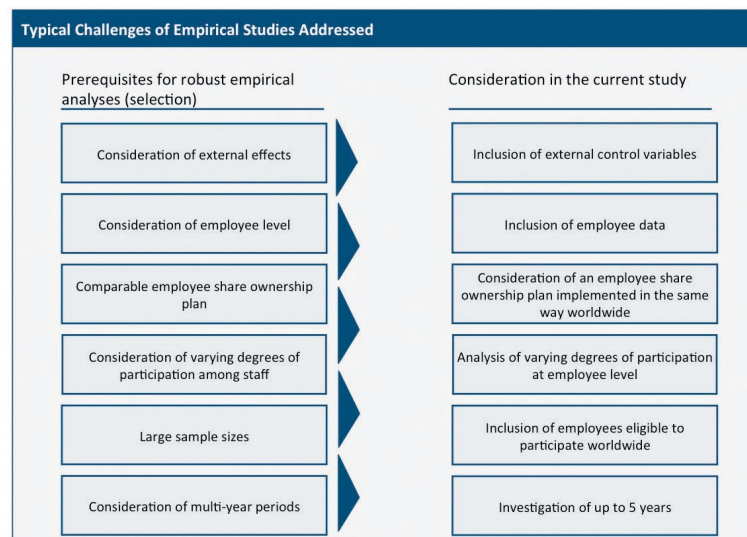 Typical Challenges of Empirical Studies Addressed
Prerequisites for robust empirical
analyses (selection)
Consideration in the current study
Consideration of external effects
Inclusion of external control variables
Consideration of employee level
Inclusion of employee data
Comparable employee share ownership
plan
Consideration of an employee share
ownership plan implemented in the same
way worldwide
Consideration of varying degrees of
participation among staff
Analysis of varying degrees of participation
at employee level
Large sample sizes
Inclusion of employees eligible to
participate worldwide
Consideration of multi-year periods
Investigation of up to 5 years